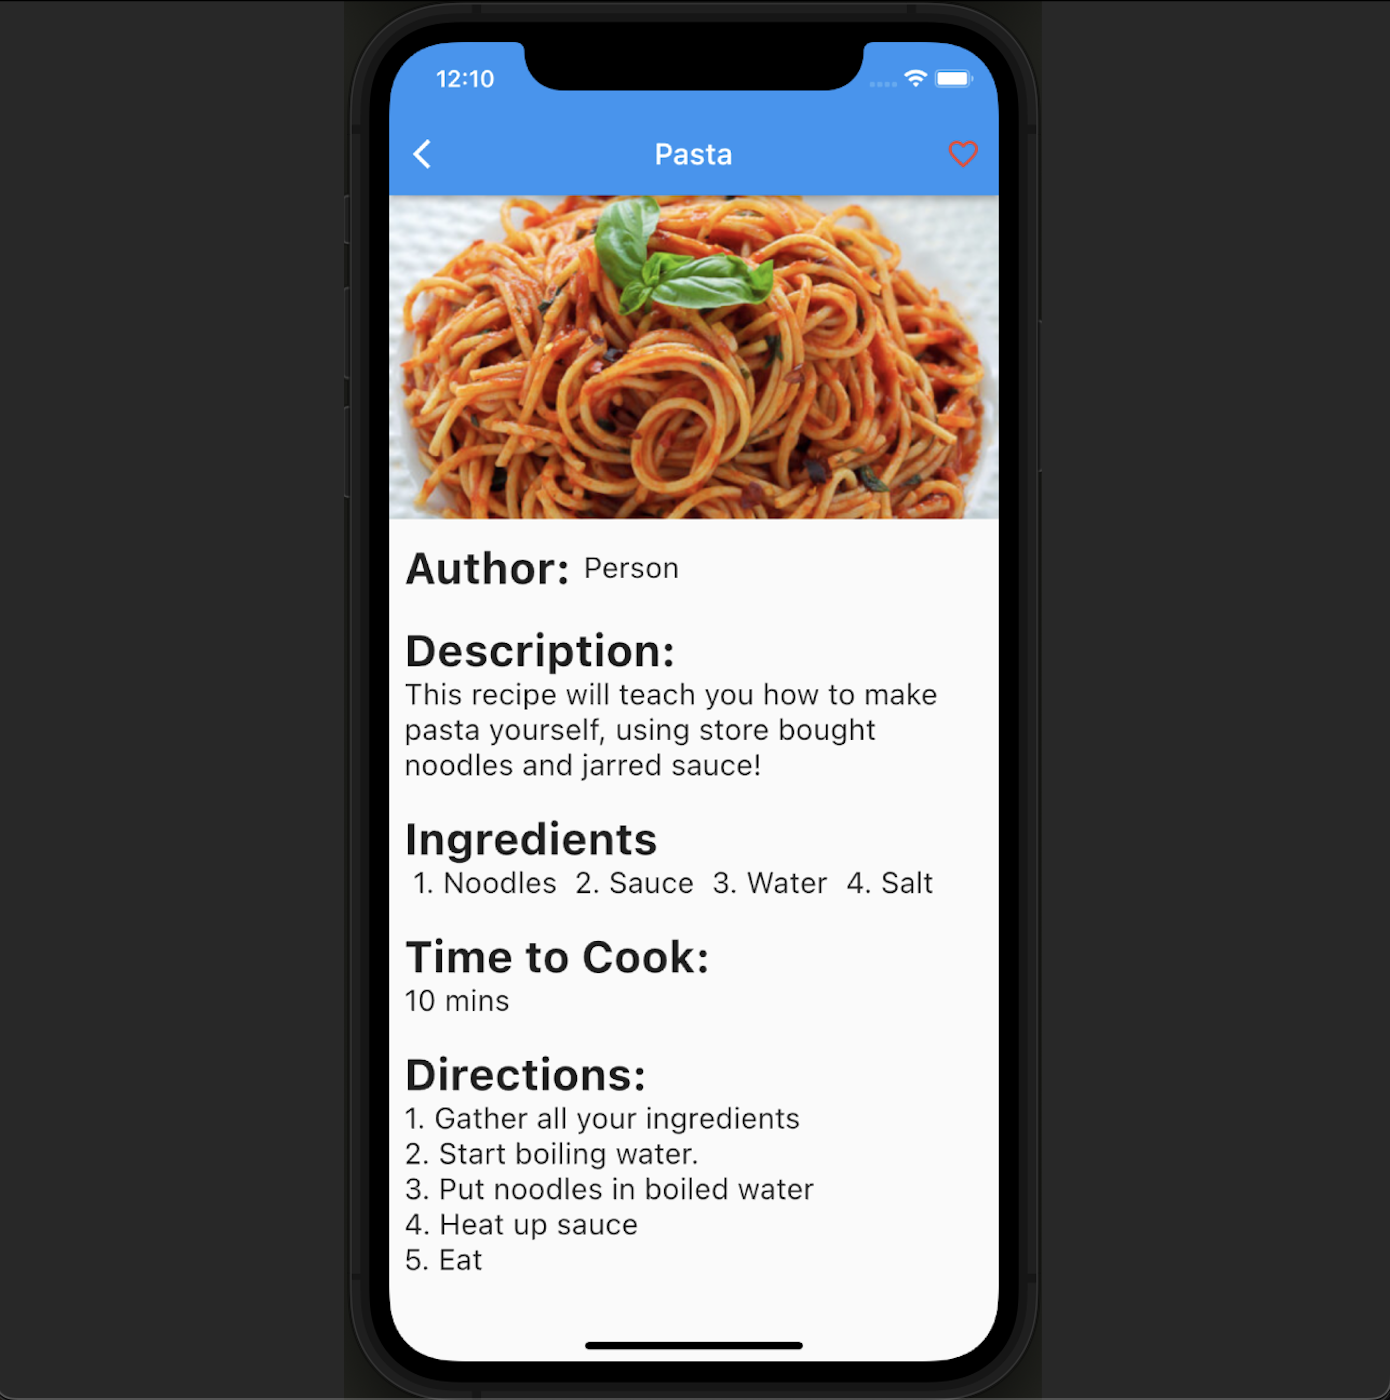 12:10
Pasta
Author: Person
Description:
This recipe will teach you how to make
pasta yourself, using store bought
noodles and jarred sauce!
Ingredients
1. Noodles 2. Sauce 3. Water 4. Salt
Time to Cook:
10 mins
Directions:
1. Gather all your ingredients
2. Start boiling water.
3. Put noodles in boiled water
4. Heat up sauce
5. Eat